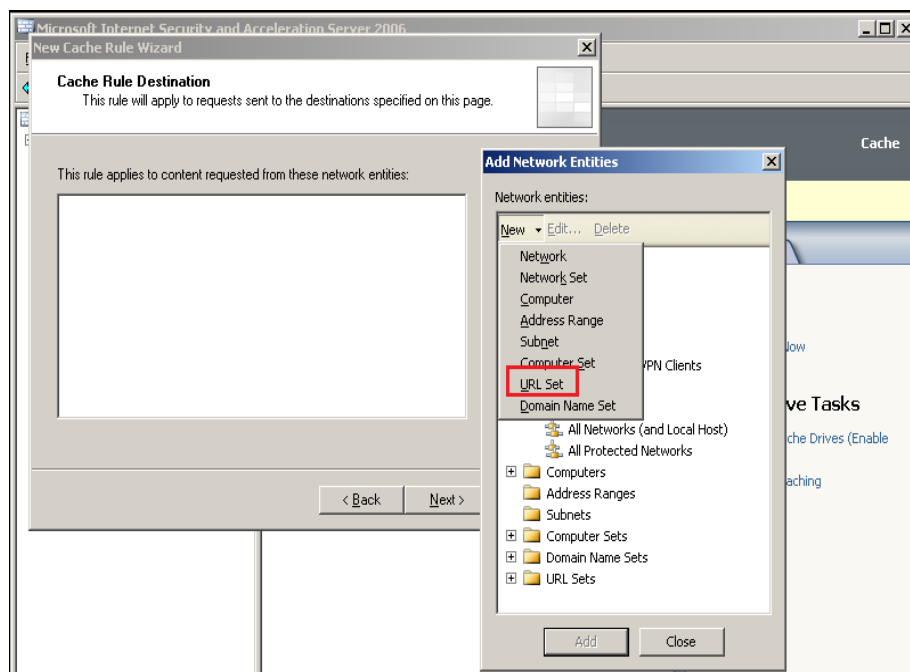 Microsoft Internet Security and Acceleration Server 2006
New Cache Rule Wizard
Cache Rule Destination
This rule will apply to requests sent to the destinations specified on this page.
Cache
This rule applies to content requested from these network entities:
Add Network Entities
Network entities:
New Edit... Delete
Network
Network Set
Computer
Address Range
Subnet
Computer Set
VPN Clients
URL Set
Domain Name Set
All Networks (and Local Host)
All Protected Networks
Computers
Address Ranges
Subnets
Computer Sets
Domain Name Sets
URL Sets
< Back Next >
Add Close
Now
ve Tasks
che Drives (Enable
aching